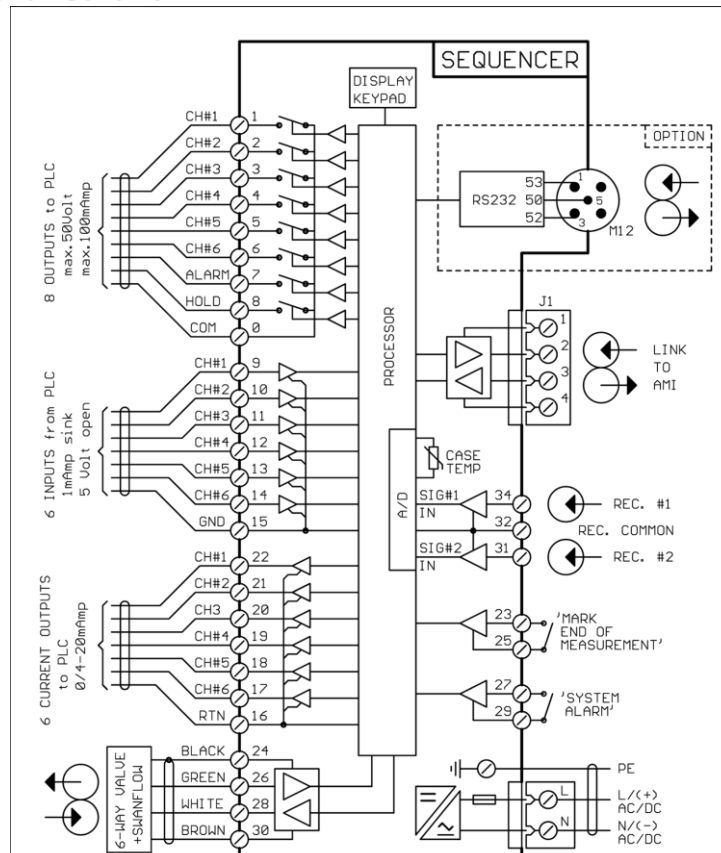 SEQUENCER
DISPLAY
KEYPAD
PROCESSOR
8 OUTPUTS to PLC
max.50Volt
max.100mAmp
CH#1 1
CH#2 2
CH#3 3
CH#4 4
CH#5 5
CH#6 6
ALARM 7
HOLD 8
COM 0
6 INPUTS from PLC
1mAmp sink
5 Volt open
CH#1 9
CH#2 10
CH#3 11
CH#4 12
CH#5 13
CH#6 14
GND 15
6 CURRENT OUTPUTS
to PLC
0/4-20mAmp
CH#1 22
CH#2 21
CH3 20
CH#4 19
CH#5 18
CH#6 17
RTN 16
6-WAY VALVE
+SWANFLOW
BLACK 24
GREEN 26
WHITE 28
BROWN 30
OPTION
RS232
53
50
52
1
5
3
M12
J1
1
2
3
4
LINK
TO
AMI
A/D
CASE
TEMP
SIG#1
IN
34
REC. #1
32
REC. COMMON
SIG#2
IN
31
REC. #2
23
25
'MARK
END OF
MEASUREMENT'
27
29
'SYSTEM
ALARM'
PE
L
L/(+)
AC/DC
N
N/(-)
AC/DC